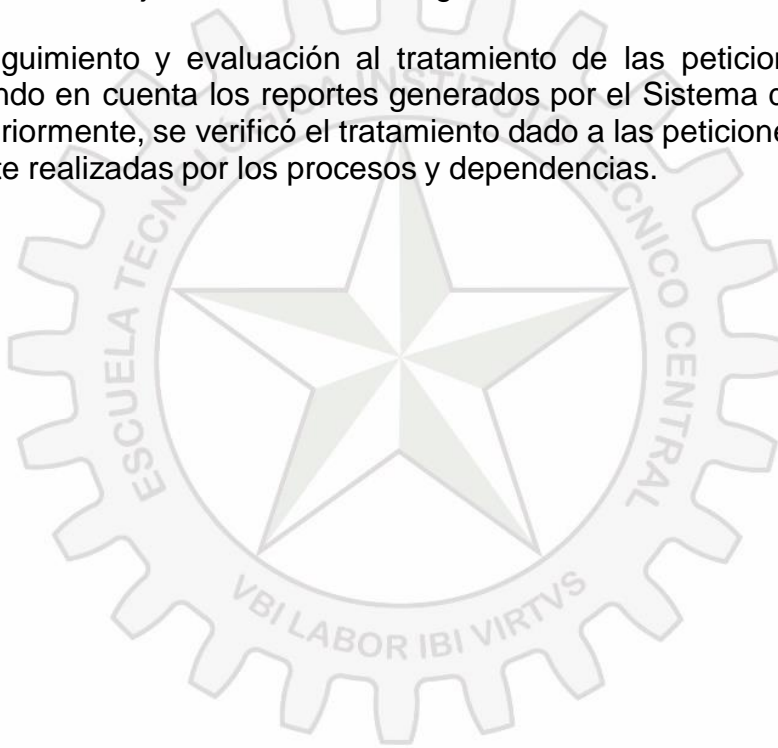 guimiento y evaluación al tratamiento de las peticion
ndo en cuenta los reportes generados por el Sistema
riormente, se verificó el tratamiento dado a las peticione
te realizadas por los procesos y dependencias.
ESCUELA TECNOLÓGICA INSTITUTO TECNICO CENTRAL
VBI LABOR IBI VIRTVS